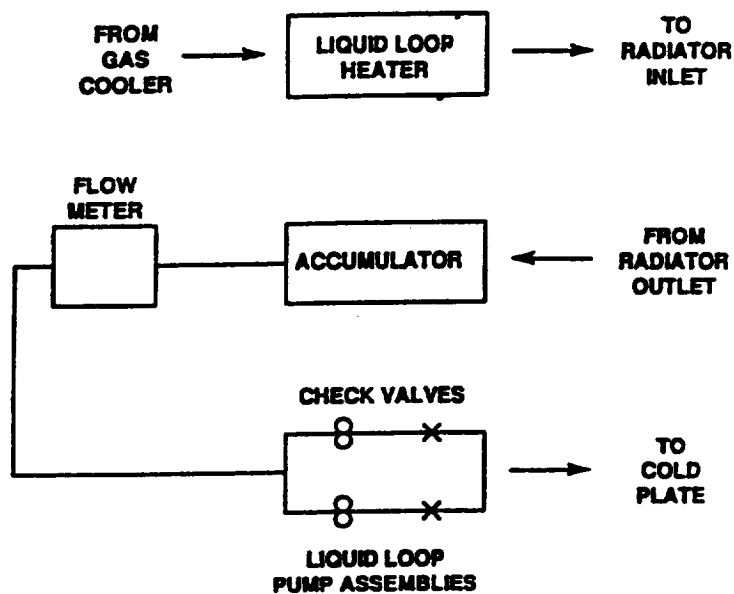 FROM
GAS
COOLER
LIQUID LOOP
HEATER
TO
RADIATOR
INLET
FLOW
METER
ACCUMULATOR
FROM
RADIATOR
OUTLET
CHECK VALVES
TO
COLD
PLATE
LIQUID LOOP
PUMP ASSEMBLIES